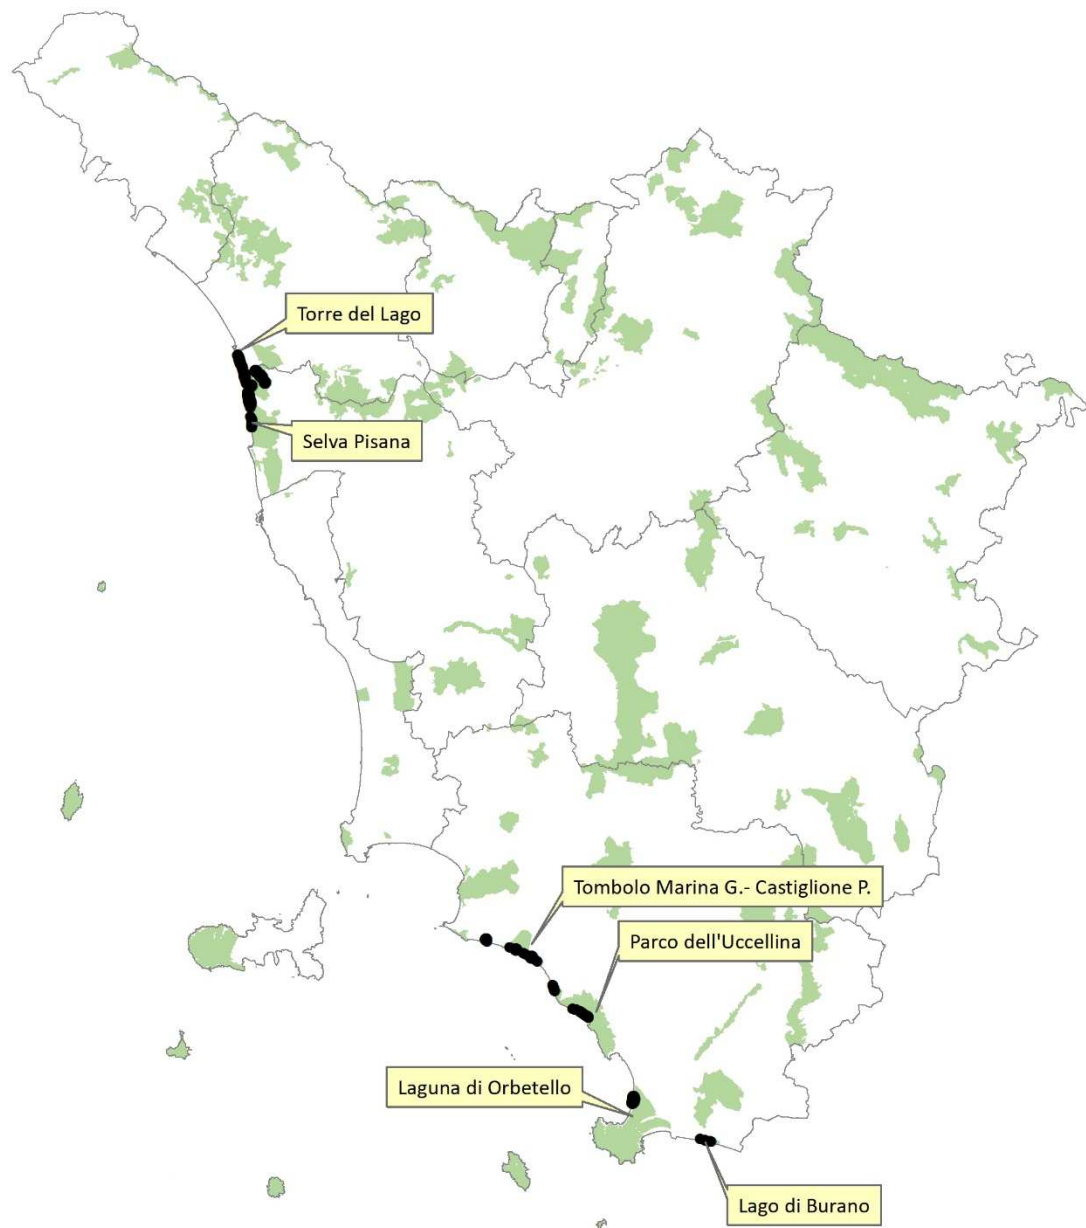 Torre del Lago
Selva Pisana
Tombolo Marina G.- Castiglione P.
Parco dell'Uccellina
Laguna di Orbetello
Lago di Burano